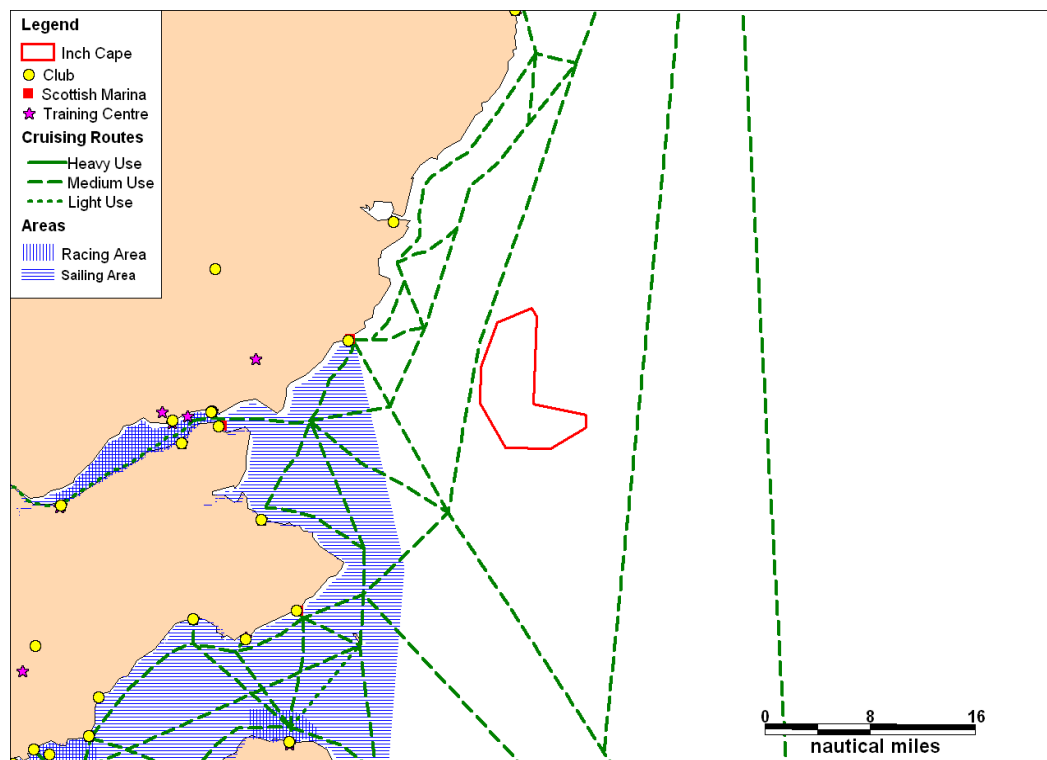 Legend
Inch Cape
Club
Scottish Marina
Training Centre
Cruising Routes
Heavy Use
Medium Use
Light Use
Areas
Racing Area
Sailing Area
0 8 16
nautical miles